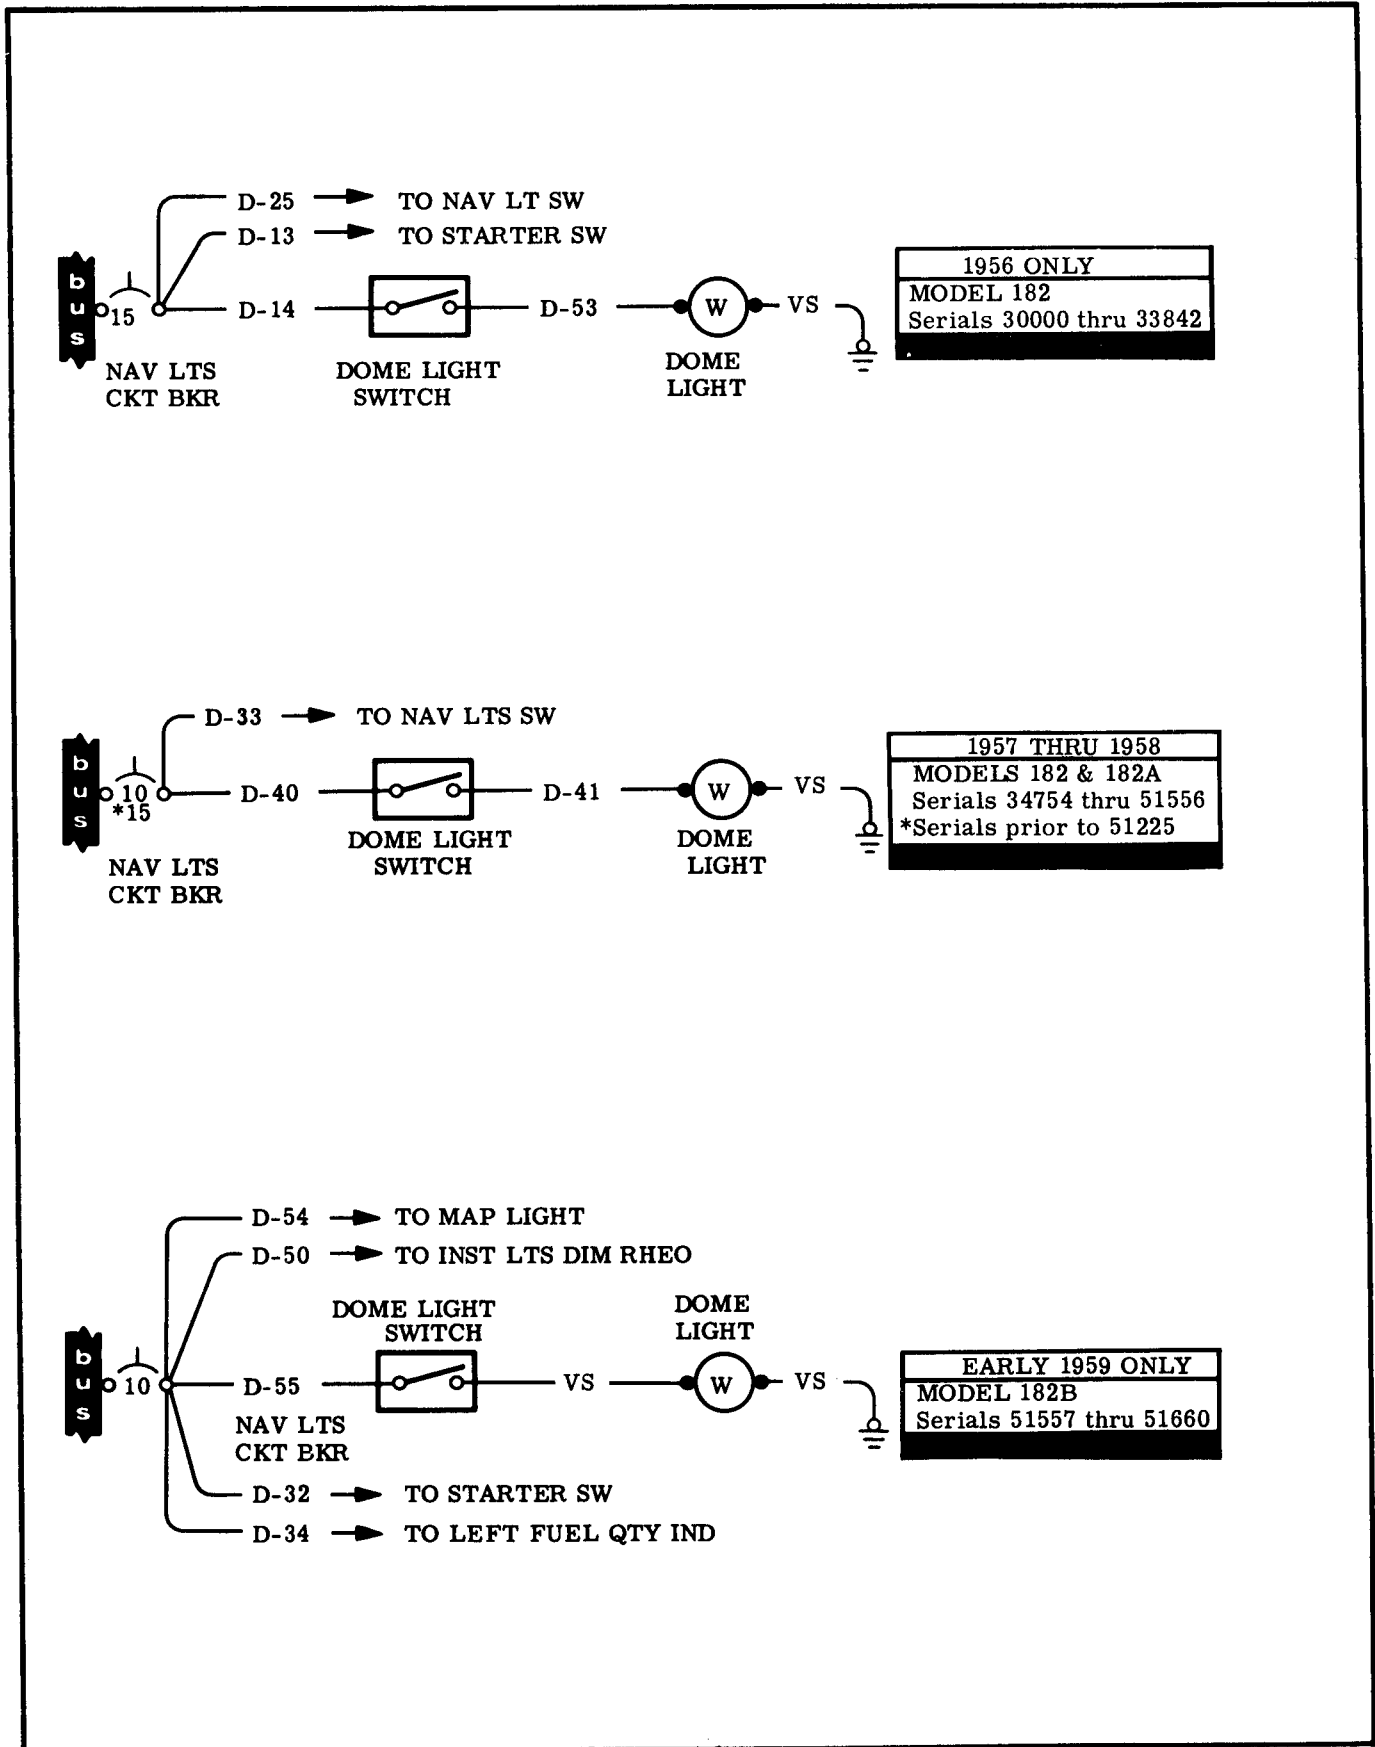 D-25 TO NAV LT SW
D-13 TO STARTER SW
bus 15 D-14 D-53 W VS
NAV LTS
CKT BKR
DOME LIGHT
SWITCH
DOME
LIGHT
1956 ONLY
MODEL 182
Serials 30000 thru 33842
D-33 TO NAV LTS SW
bus 10 D-40 D-41 W VS
*15
NAV LTS
CKT BKR
DOME LIGHT
SWITCH
DOME
LIGHT
1957 THRU 1958
MODELS 182 & 182A
Serials 34754 thru 51556
*Serials prior to 51225
D-54 TO MAP LIGHT
D-50 TO INST LTS DIM RHEO
DOME LIGHT
SWITCH
DOME
LIGHT
bus 10 D-55 VS W VS
NAV LTS
CKT BKR
D-32 TO STARTER SW
D-34 TO LEFT FUEL QTY IND
EARLY 1959 ONLY
MODEL 182B
Serials 51557 thru 51660